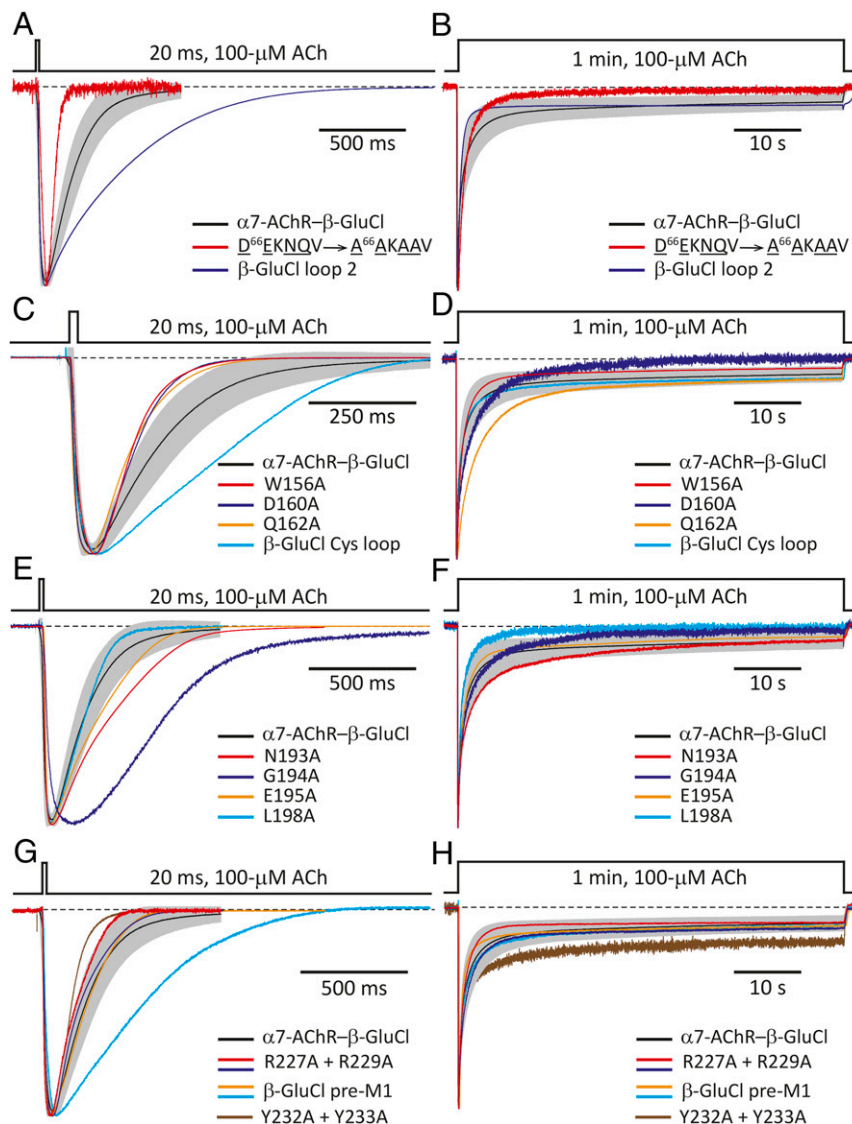 A
20 ms, 100-μM ACh
500 ms
α7-AChR–β-GluCl
D⁶⁶EKNQV→A⁶⁶AKAAV
β-GluCl loop 2
B
1 min, 100-μM ACh
10 s
α7-AChR–β-GluCl
D⁶⁶EKNQV→A⁶⁶AKAAV
β-GluCl loop 2
C
20 ms, 100-μM ACh
250 ms
α7-AChR–β-GluCl
W156A
D160A
Q162A
β-GluCl Cys loop
D
1 min, 100-μM ACh
10 s
α7-AChR–β-GluCl
W156A
D160A
Q162A
β-GluCl Cys loop
E
20 ms, 100-μM ACh
500 ms
α7-AChR–β-GluCl
N193A
G194A
E195A
L198A
F
1 min, 100-μM ACh
10 s
α7-AChR–β-GluCl
N193A
G194A
E195A
L198A
G
20 ms, 100-μM ACh
500 ms
α7-AChR–β-GluCl
R227A + R229A
β-GluCl pre-M1
Y232A + Y233A
H
1 min, 100-μM ACh
10 s
α7-AChR–β-GluCl
R227A + R229A
β-GluCl pre-M1
Y232A + Y233A